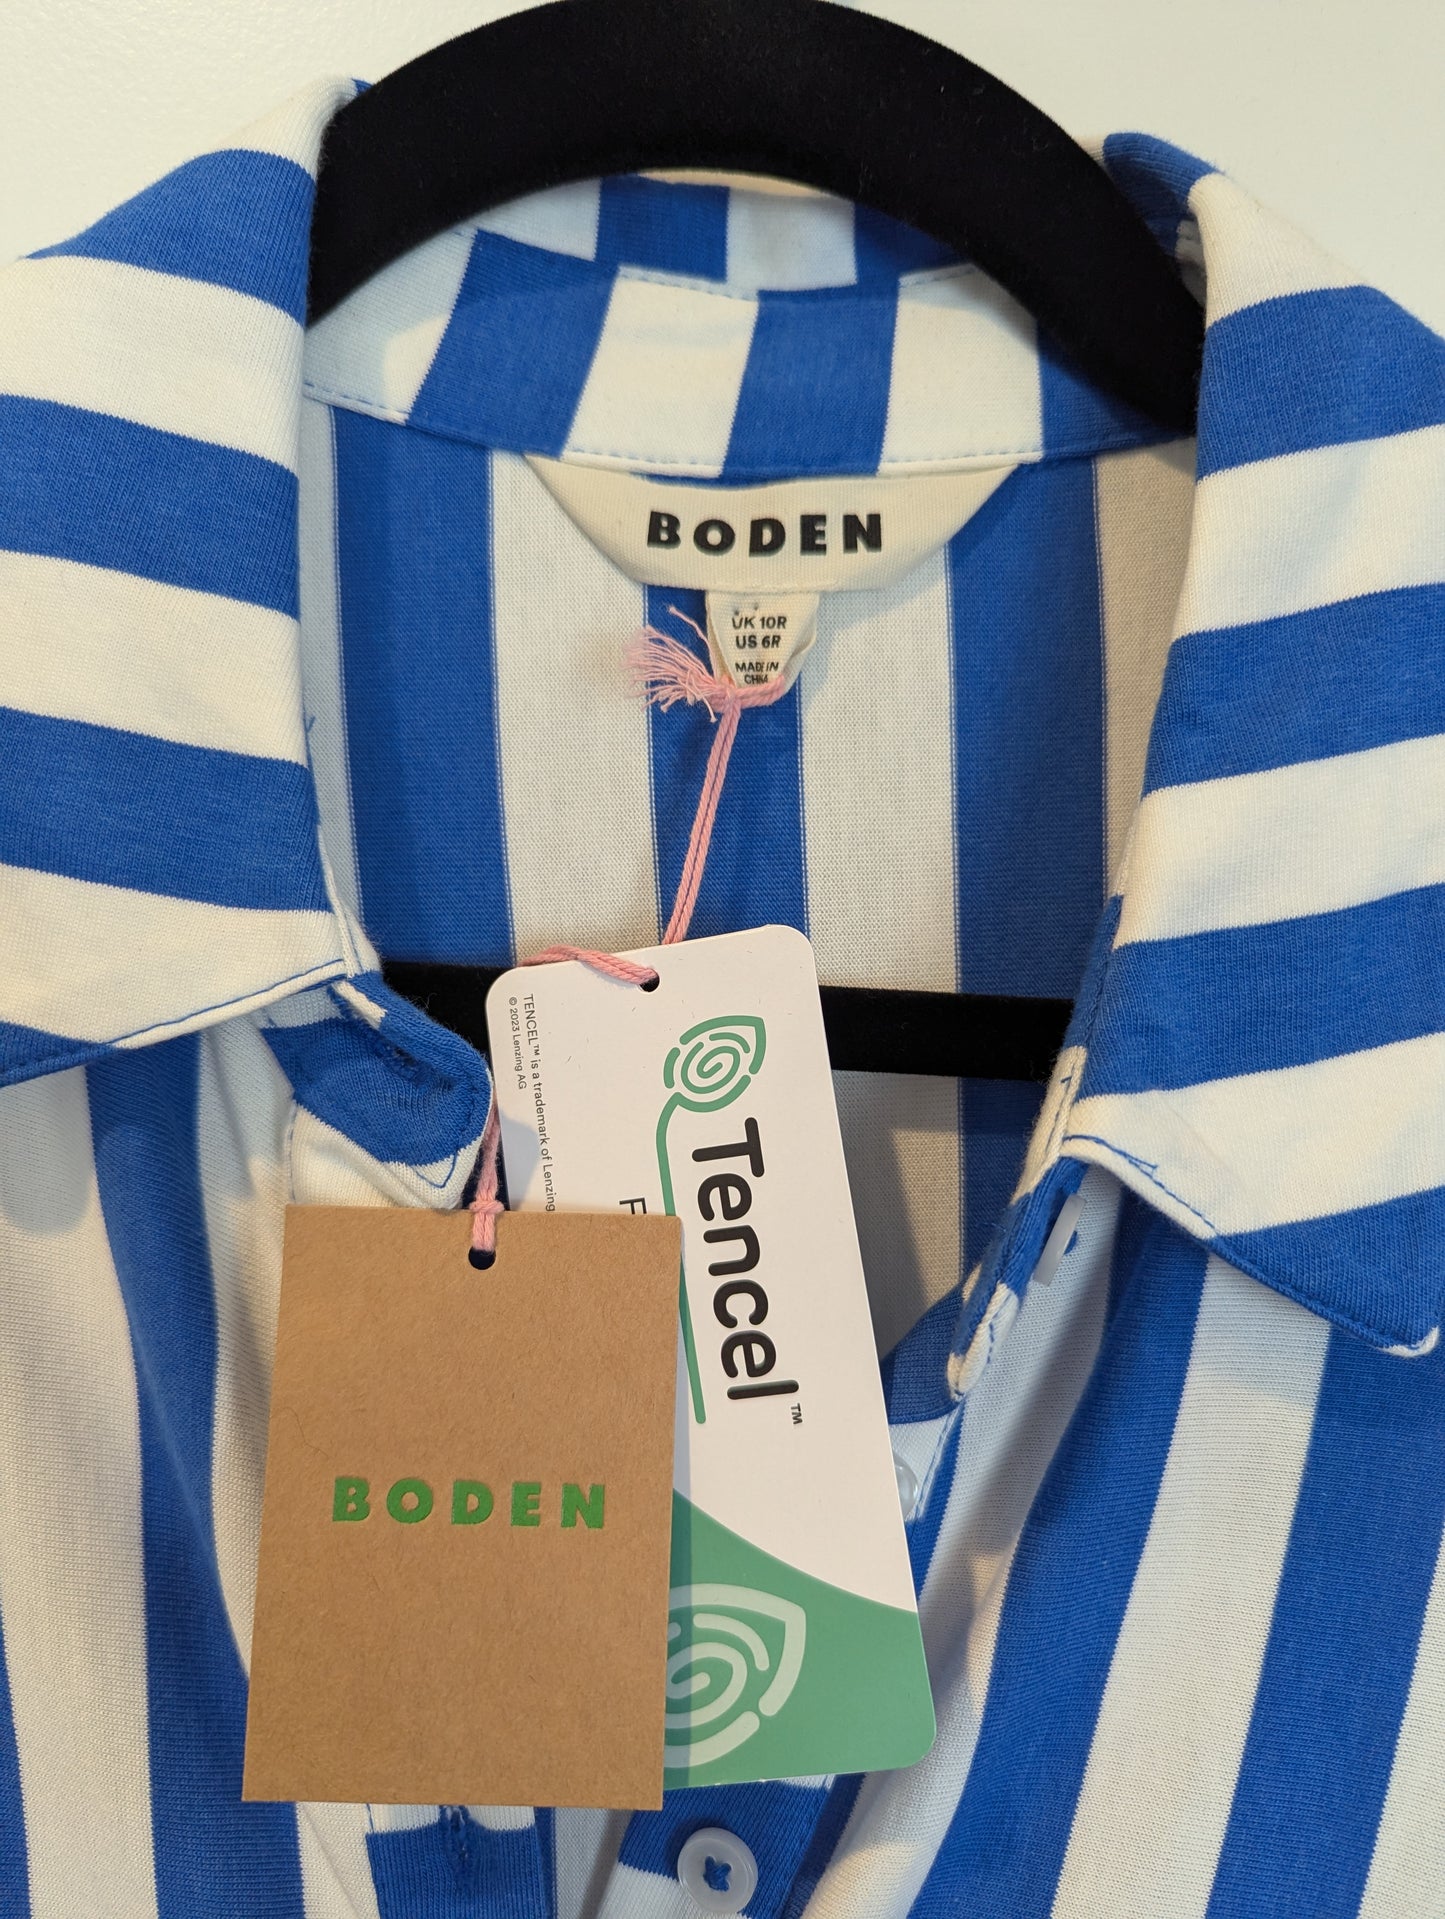 BODEN
UK 10R
US 6R
MADE IN
CHINA
TENCEL™ is a trademark of Lenzing
© 2023 Lenzing AG
Tencel™
F
BODEN